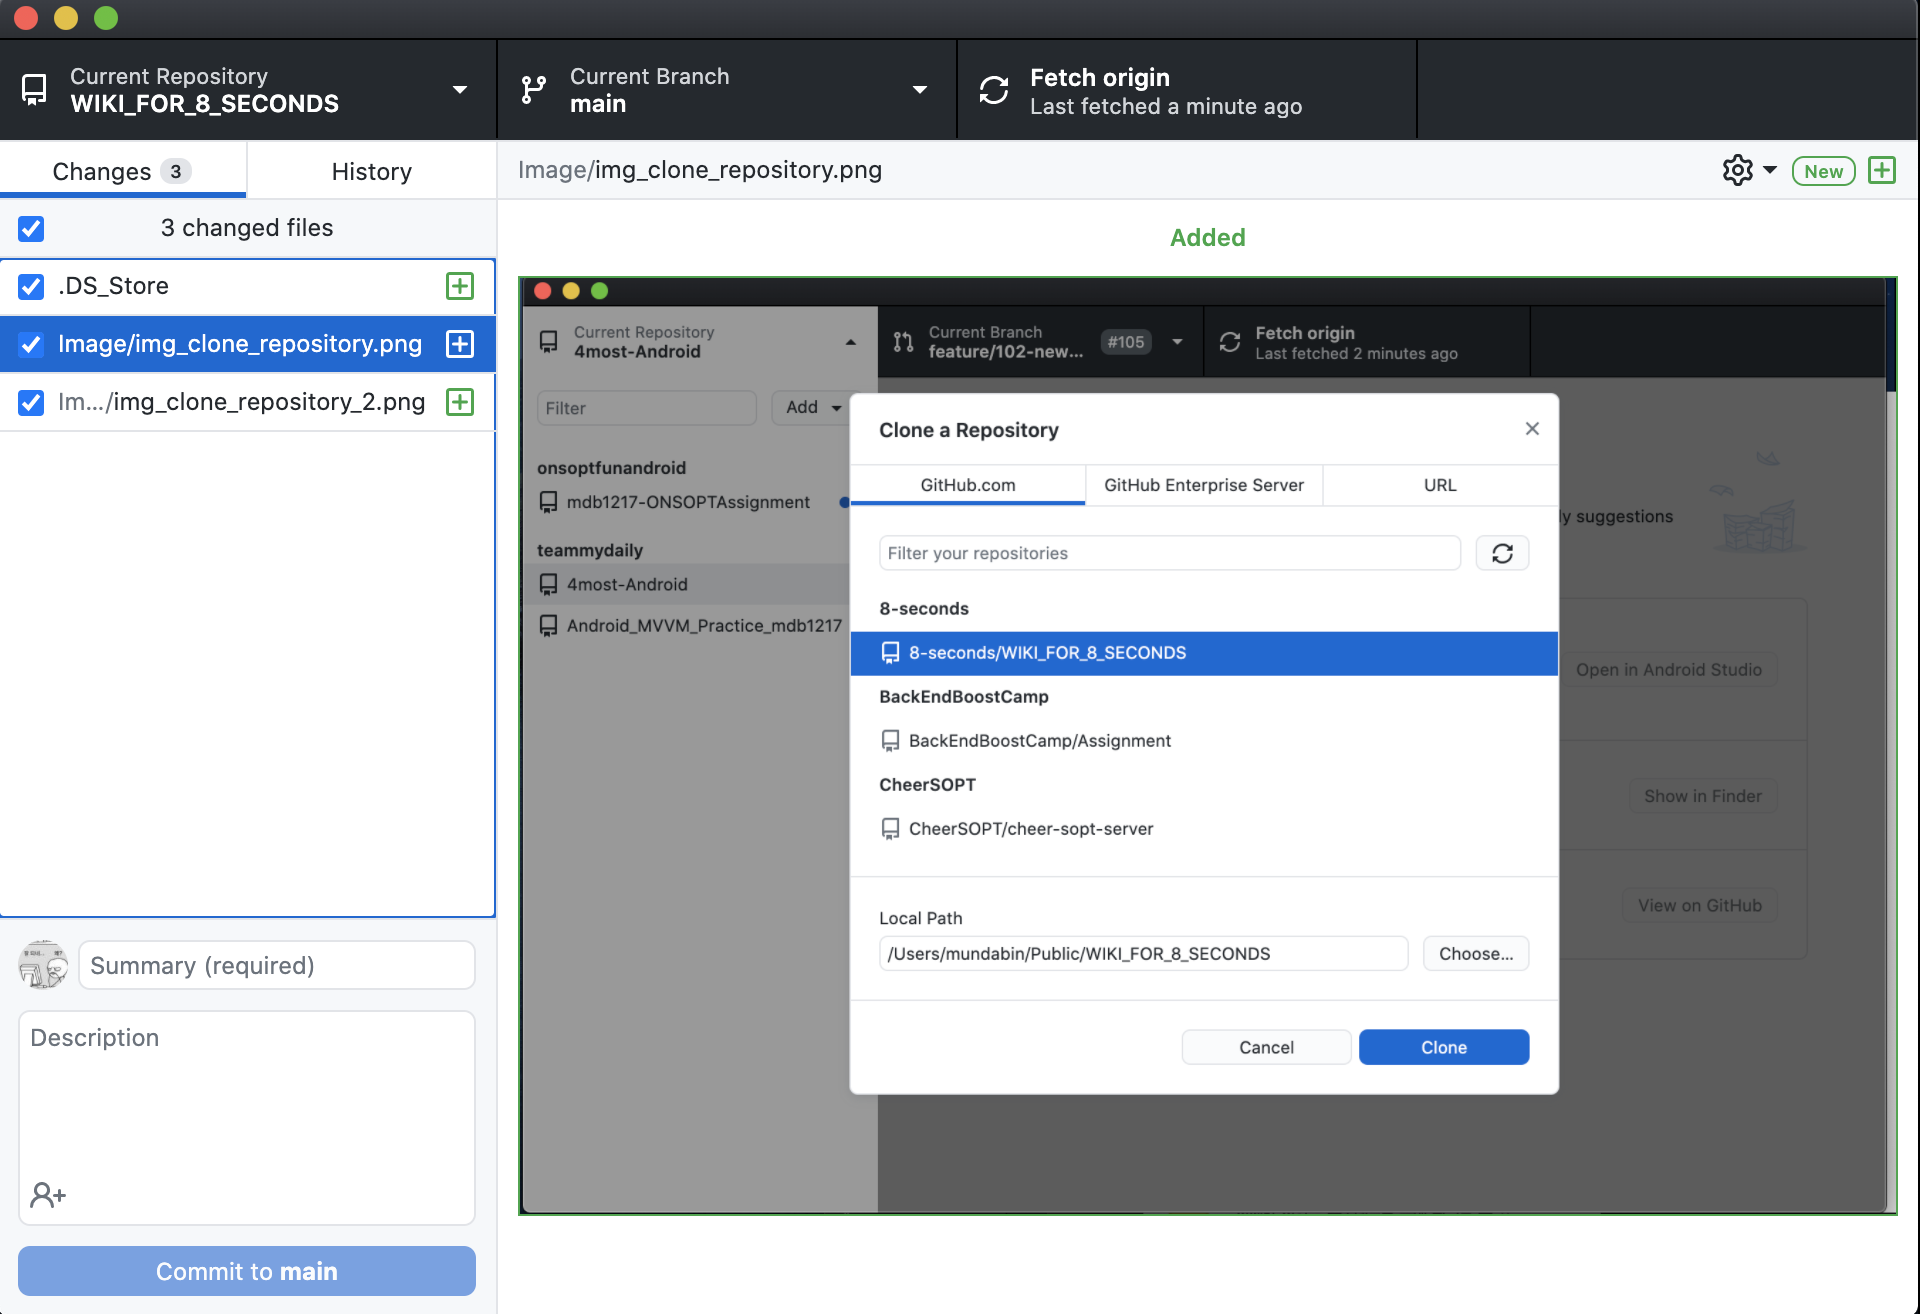 Current Repository
WIKI_FOR_8_SECONDS
Current Branch
main
Fetch origin
Last fetched a minute ago
Changes 3
History
Image/img_clone_repository.png
New
3 changed files
.DS_Store
Image/img_clone_repository.png
Im.../img_clone_repository_2.png
Summary (required)
Description
Commit to main
Added
Current Repository
4most-Android
Current Branch
feature/102-new...
#105
Fetch origin
Last fetched 2 minutes ago
Filter
Add
onsoptfunandroid
mdb1217-ONSOPTAssignment
teammydaily
4most-Android
Android_MVVM_Practice_mdb1217
Clone a Repository
GitHub.com
GitHub Enterprise Server
URL
Filter your repositories
8-seconds
8-seconds/WIKI_FOR_8_SECONDS
BackEndBoostCamp
BackEndBoostCamp/Assignment
CheerSOPT
CheerSOPT/cheer-sopt-server
Local Path
/Users/mundabin/Public/WIKI_FOR_8_SECONDS
Choose...
Cancel
Clone
ly suggestions
Open in Android Studio
Show in Finder
View on GitHub